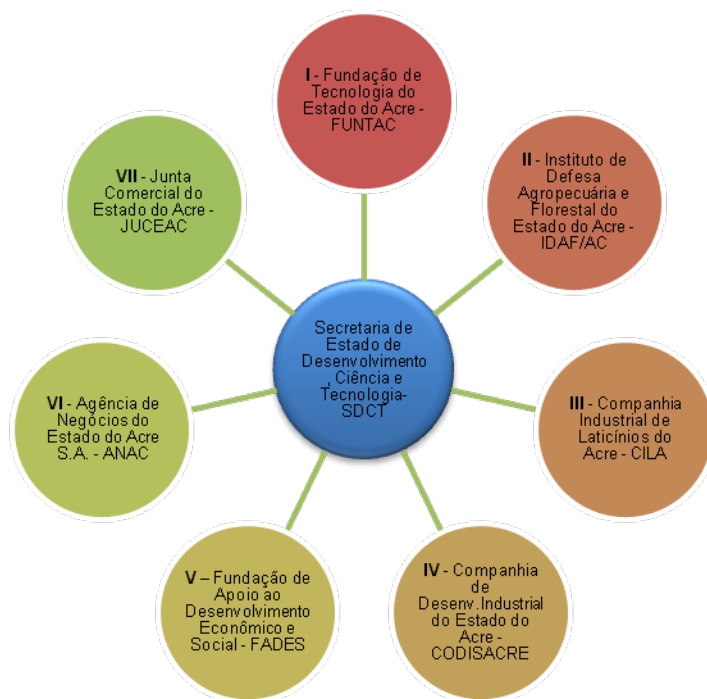 I - Fundação de
Tecnologia do
Estado do Acre -
FUNTAC
II - Instituto de
Defesa
Agropecuária e
Florestal do
Estado do Acre -
IDAF/AC
III - Companhia
Industrial de
Laticínios do
Acre - CILA
IV - Companhia
de
Desenv.Industrial
do Estado do
Acre -
CODISACRE
V – Fundação de
Apoio ao
Desenvolvimento
Econômico e
Social - FADES
VI - Agência de
Negócios do
Estado do Acre
S.A. - ANAC
VII - Junta
Comercial do
Estado do Acre -
JUCEAC
Secretaria de
Estado de
Desenvolvimento
,Ciência e
Tecnologia-
SDCT